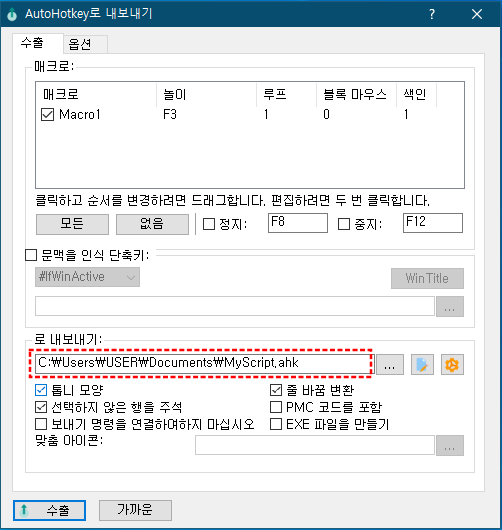 AutoHotkey로 내보내기
수출 옵션
매크로:
매크로 놀이 루프 블록 마우스 색인
Macro1 F3 1 0 1
클릭하고 순서를 변경하려면 드래그합니다. 편집하려면 두 번 클릭합니다.
모든 없음 정지: F8 중지: F12
문맥을 인식 단축키:
#IfWinActive WinTitle
...
로 내보내기:
C:₩Users₩USER₩Documents₩MyScript.ahk ...
톱니 모양 줄 바꿈 변환
선택하지 않은 행을 주석 PMC 코드를 포함
보내기 명령을 연결하여하지 마십시오 EXE 파일을 만들기
맞춤 아이콘: ...
수출 가까운